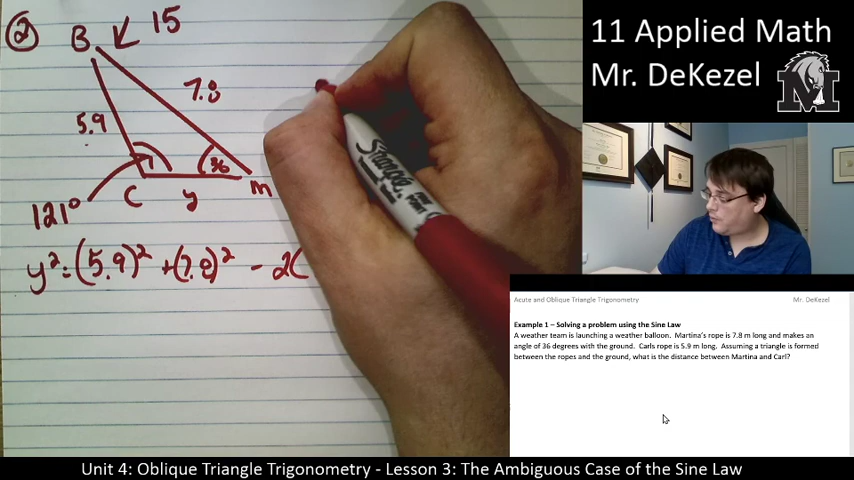 ② B 15
7.8
5.9
36
C y M
121°
y² = (5.9)² + (7.8)² - 2(
Sharpie
11 Applied Math
Mr. DeKezel
M
Acute and Oblique Triangle Trigonometry Mr. DeKezel
Example 1 – Solving a problem using the Sine Law
A weather team is launching a weather balloon. Martina's rope is 7.8 m long and makes an
angle of 36 degrees with the ground. Carls rope is 5.9 m long. Assuming a triangle is formed
between the ropes and the ground, what is the distance between Martina and Carl?
Unit 4: Oblique Triangle Trigonometry - Lesson 3: The Ambiguous Case of the Sine Law